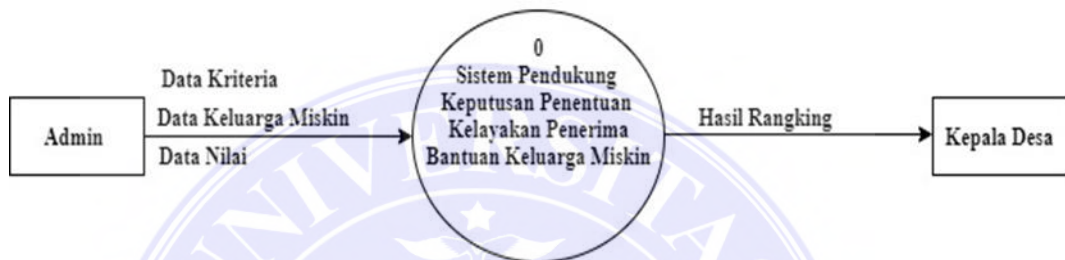 Admin
Data Kriteria
Data Keluarga Miskin
Data Nilai
0
Sistem Pendukung
Keputusan Penentuan
Kelayakan Penerima
Bantuan Keluarga Miskin
Hasil Rangking
Kepala Desa
UNIVERSITA